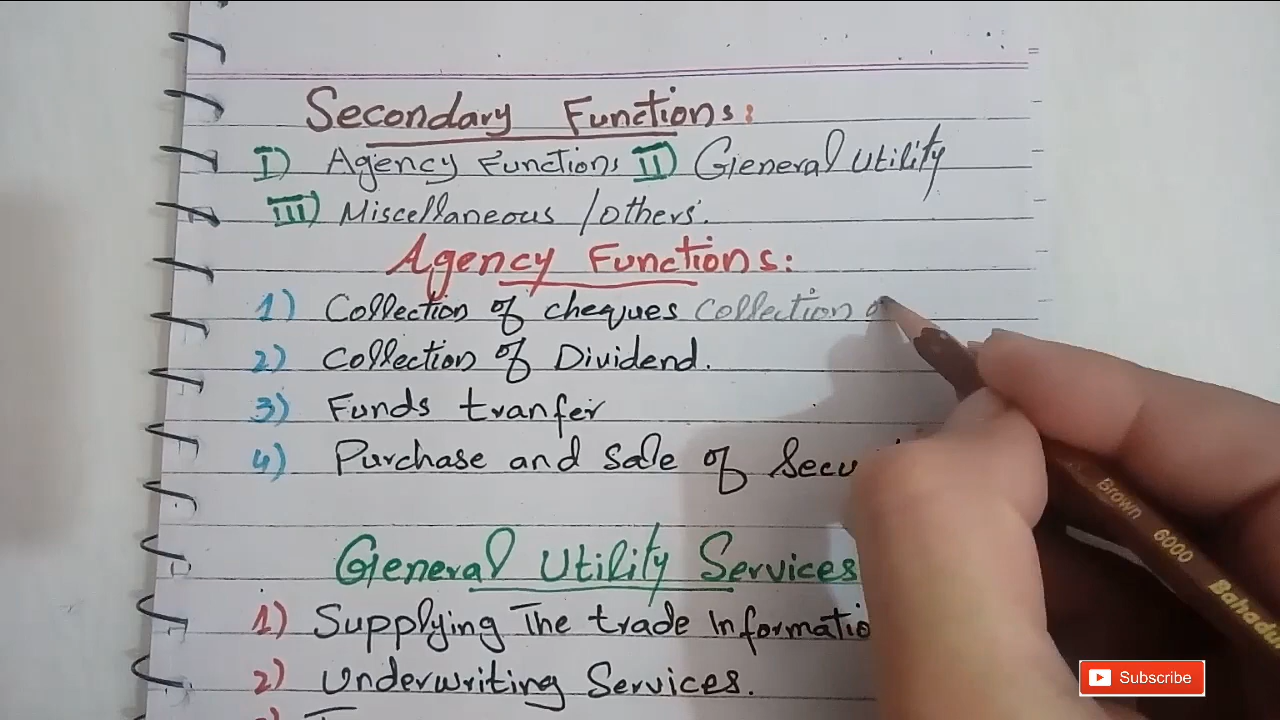 Secondary Functions:
I) Agency Functions II) General Utility
III) Miscellaneous / others.
Agency Functions:
1) Collection of cheques Collection
2) Collection of Dividend.
3) Funds tranfer
4) Purchase and Sale of
General Utility Services
1) Supplying The trade
2) Underwriting Services.
Brown 6000
Subscribe